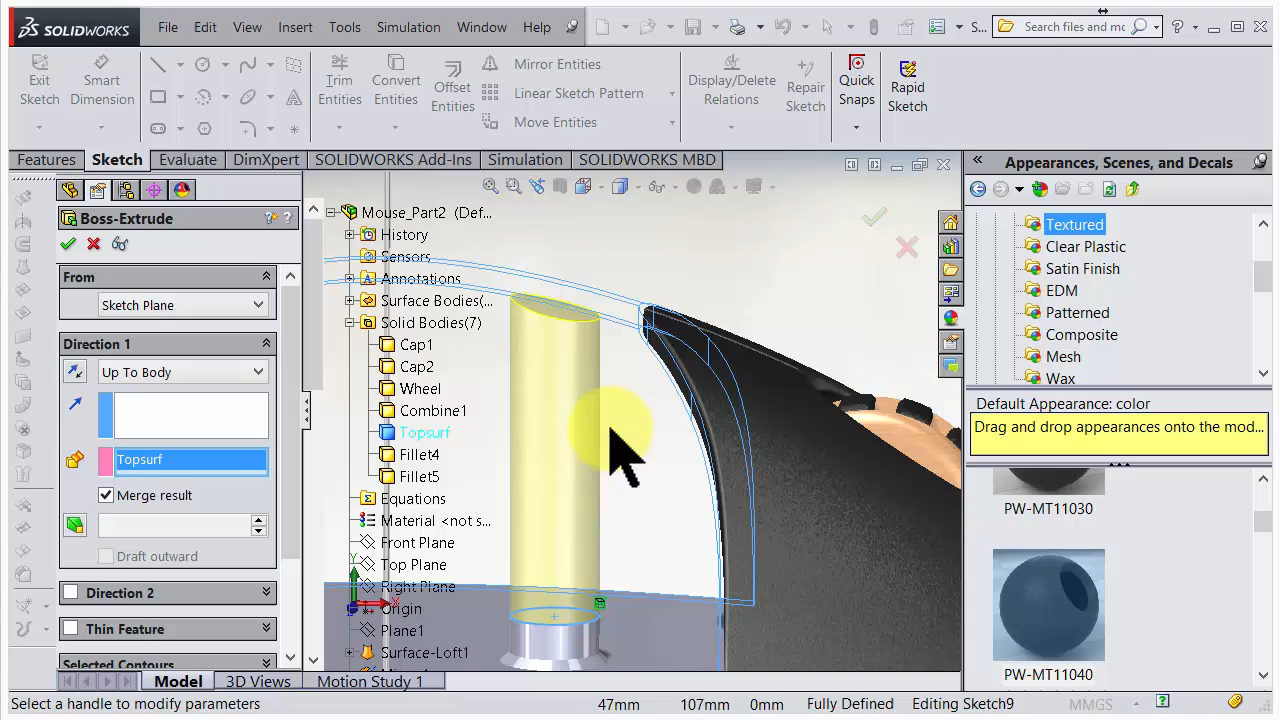 SOLIDWORKS
File Edit View Insert Tools Simulation Window Help
S...
Search files and mc
Exit Sketch
Smart Dimension
Trim Entities
Convert Entities
Offset Entities
Mirror Entities
Linear Sketch Pattern
Move Entities
Display/Delete Relations
Repair Sketch
Quick Snaps
Rapid Sketch
Features Sketch Evaluate DimXpert SOLIDWORKS Add-Ins Simulation SOLIDWORKS MBD
Boss-Extrude
From
Sketch Plane
Direction 1
Up To Body
Topsurf
Merge result
Draft outward
Direction 2
Thin Feature
Selected Contours
Mouse_Part2 (Def...
History
Sensors
Annotations
Surface Bodies(...
Solid Bodies(7)
Cap1
Cap2
Wheel
Combine1
Topsurf
Fillet4
Fillet5
Equations
Material <not s...
Front Plane
Top Plane
Right Plane
Origin
Plane1
Surface-Loft1
Y
X
Appearances, Scenes, and Decals
Textured
Clear Plastic
Satin Finish
EDM
Patterned
Composite
Mesh
Wax
Default Appearance: color
Drag and drop appearances onto the mod...
PW-MT11030
PW-MT11040
Model 3D Views Motion Study 1
Select a handle to modify parameters
47mm 107mm 0mm Fully Defined Editing Sketch9 MMGS